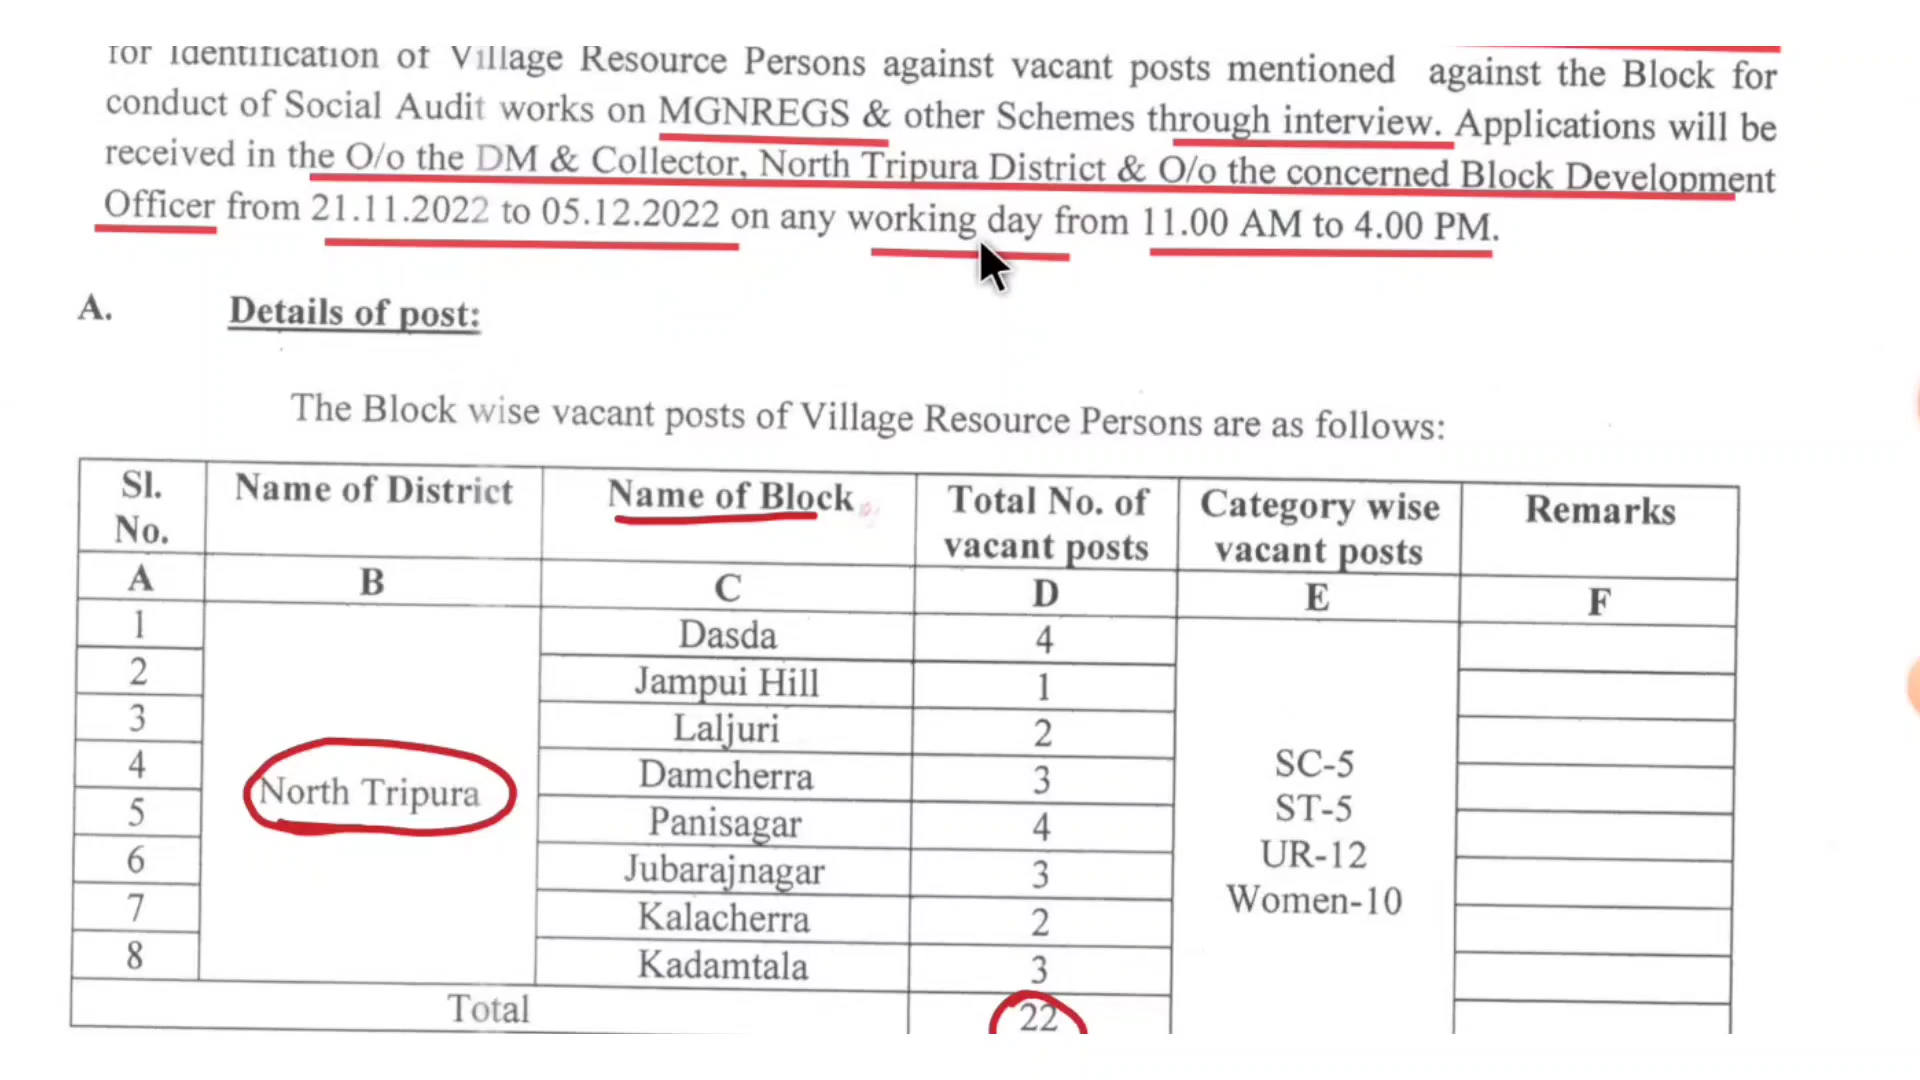 for Identification of Village Resource Persons against vacant posts mentioned against the Block for
conduct of Social Audit works on MGNREGS & other Schemes through interview. Applications will be
received in the O/o the DM & Collector, North Tripura District & O/o the concerned Block Development
Officer from 21.11.2022 to 05.12.2022 on any working day from 11.00 AM to 4.00 PM.
A. Details of post:
The Block wise vacant posts of Village Resource Persons are as follows:
Sl. No. Name of District Name of Block Total No. of vacant posts Category wise vacant posts Remarks
A B C D E F
1 Dasda 4
2 Jampui Hill 1
3 Laljuri 2
4 Damcherra 3
5 Panisagar 4
6 Jubarajnagar 3
7 Kalacherra 2
8 Kadamtala 3
North Tripura
SC-5
ST-5
UR-12
Women-10
Total 22